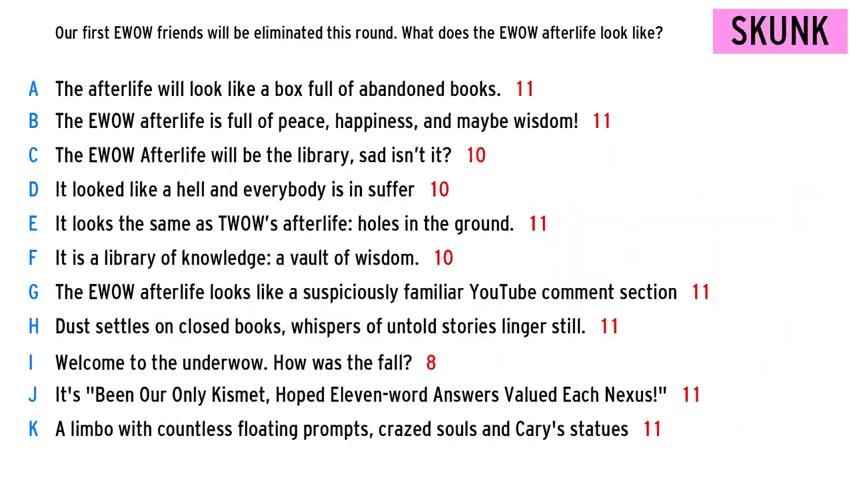 Our first EWOW friends will be eliminated this round. What does the EWOW afterlife look like?
SKUNK
A The afterlife will look like a box full of abandoned books. 11
B The EWOW afterlife is full of peace, happiness, and maybe wisdom! 11
C The EWOW Afterlife will be the library, sad isn't it? 10
D It looked like a hell and everybody is in suffer 10
E It looks the same as TWOW's afterlife: holes in the ground. 11
F It is a library of knowledge: a vault of wisdom. 10
G The EWOW afterlife looks like a suspiciously familiar YouTube comment section 11
H Dust settles on closed books, whispers of untold stories linger still. 11
I Welcome to the underwow. How was the fall? 8
J It's "Been Our Only Kismet, Hoped Eleven-word Answers Valued Each Nexus!" 11
K A limbo with countless floating prompts, crazed souls and Cary's statues 11